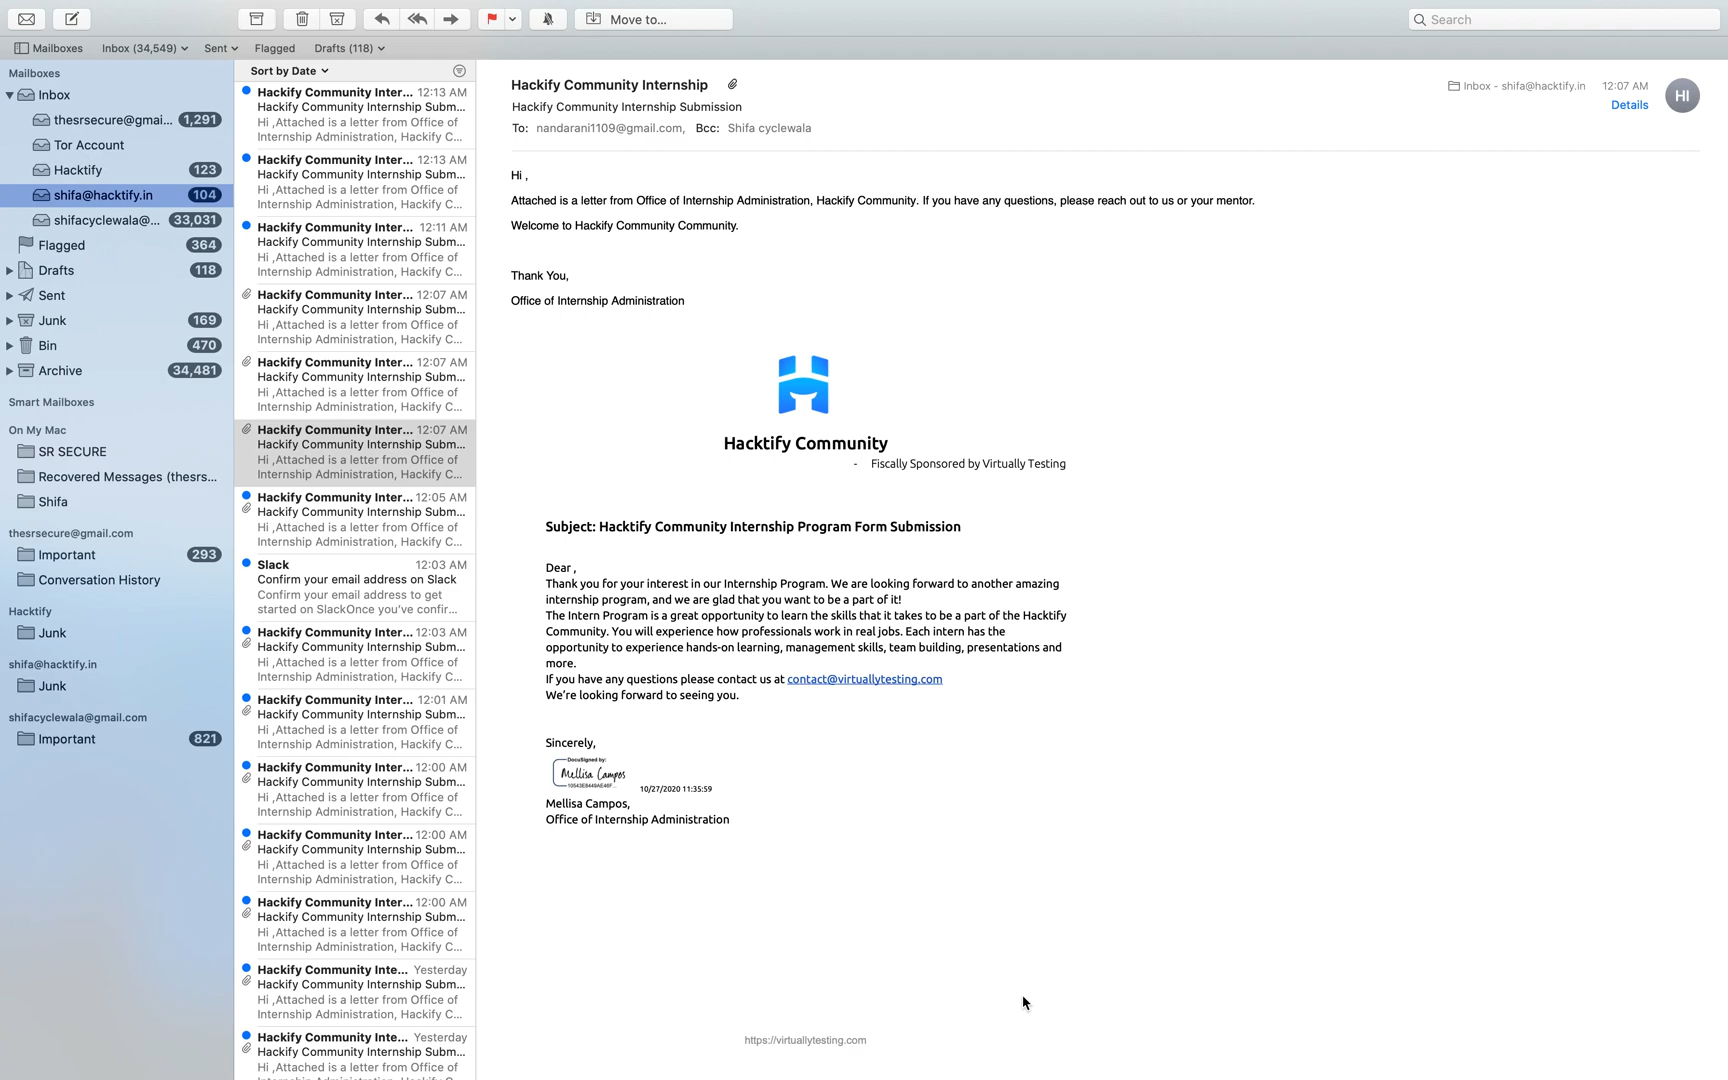 Move to...
Search
Mailboxes
Inbox (34,549)
Sent
Flagged
Drafts (118)
Mailboxes
Inbox
thesrsecure@gmai... 1,291
Tor Account
Hacktify 123
shifa@hacktify.in 104
shifacyclewala@... 33,031
Flagged 364
Drafts 118
Sent
Junk 169
Bin 470
Archive 34,481
Smart Mailboxes
On My Mac
SR SECURE
Recovered Messages (thesrs...
Shifa
thesrsecure@gmail.com
Important 293
Conversation History
Hacktify
Junk
shifa@hacktify.in
Junk
shifacyclewala@gmail.com
Important 821
Sort by Date
Hackify Community Inter... 12:13 AM
Hackify Community Internship Subm...
Hi ,Attached is a letter from Office of
Internship Administration, Hackify C...
Hackify Community Inter... 12:13 AM
Hackify Community Internship Subm...
Hi ,Attached is a letter from Office of
Internship Administration, Hackify C...
Hackify Community Inter... 12:11 AM
Hackify Community Internship Subm...
Hi ,Attached is a letter from Office of
Internship Administration, Hackify C...
Hackify Community Inter... 12:07 AM
Hackify Community Internship Subm...
Hi ,Attached is a letter from Office of
Internship Administration, Hackify C...
Hackify Community Inter... 12:07 AM
Hackify Community Internship Subm...
Hi ,Attached is a letter from Office of
Internship Administration, Hackify C...
Hackify Community Inter... 12:07 AM
Hackify Community Internship Subm...
Hi ,Attached is a letter from Office of
Internship Administration, Hackify C...
Hackify Community Inter... 12:05 AM
Hackify Community Internship Subm...
Hi ,Attached is a letter from Office of
Internship Administration, Hackify C...
Slack 12:03 AM
Confirm your email address on Slack
Confirm your email address to get
started on SlackOnce you've confir...
Hackify Community Inter... 12:03 AM
Hackify Community Internship Subm...
Hi ,Attached is a letter from Office of
Internship Administration, Hackify C...
Hackify Community Inter... 12:01 AM
Hackify Community Internship Subm...
Hi ,Attached is a letter from Office of
Internship Administration, Hackify C...
Hackify Community Inter... 12:00 AM
Hackify Community Internship Subm...
Hi ,Attached is a letter from Office of
Internship Administration, Hackify C...
Hackify Community Inter... 12:00 AM
Hackify Community Internship Subm...
Hi ,Attached is a letter from Office of
Internship Administration, Hackify C...
Hackify Community Inter... 12:00 AM
Hackify Community Internship Subm...
Hi ,Attached is a letter from Office of
Internship Administration, Hackify C...
Hackify Community Inte... Yesterday
Hackify Community Internship Subm...
Hi ,Attached is a letter from Office of
Internship Administration, Hackify C...
Hackify Community Inte... Yesterday
Hackify Community Internship Subm...
Hi ,Attached is a letter from Office of
Hackify Community Internship
Inbox - shifa@hacktify.in 12:07 AM
Hackify Community Internship Submission
Details
HI
To: nandarani1109@gmail.com, Bcc: Shifa cyclewala
Hi ,
Attached is a letter from Office of Internship Administration, Hackify Community. If you have any questions, please reach out to us or your mentor.
Welcome to Hackify Community Community.
Thank You,
Office of Internship Administration
Hacktify Community
- Fiscally Sponsored by Virtually Testing
Subject: Hacktify Community Internship Program Form Submission
Dear ,
Thank you for your interest in our Internship Program. We are looking forward to another amazing
internship program, and we are glad that you want to be a part of it!
The Intern Program is a great opportunity to learn the skills that it takes to be a part of the Hacktify
Community. You will experience how professionals work in real jobs. Each intern has the
opportunity to experience hands-on learning, management skills, team building, presentations and
more.
If you have any questions please contact us at contact@virtuallytesting.com
We're looking forward to seeing you.
Sincerely,
DocuSigned by:
Mellisa Campos
10/27/2020 11:35:59
Mellisa Campos,
Office of Internship Administration
https://virtuallytesting.com